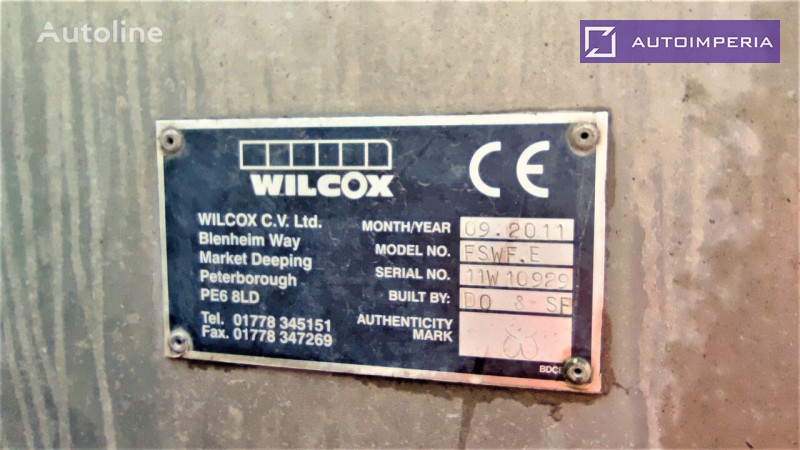 Autoline
AUTOIMPERIA
WILCOX
CE
WILCOX C.V. Ltd.
Blenheim Way
Market Deeping
Peterborough
PE6 8LD
Tel. 01778 345151
Fax. 01778 347269
MONTH/YEAR 09.2011
MODEL NO. FSWF.E
SERIAL NO. 11W10929
BUILT BY: DO & SF
AUTHENTICITY
MARK